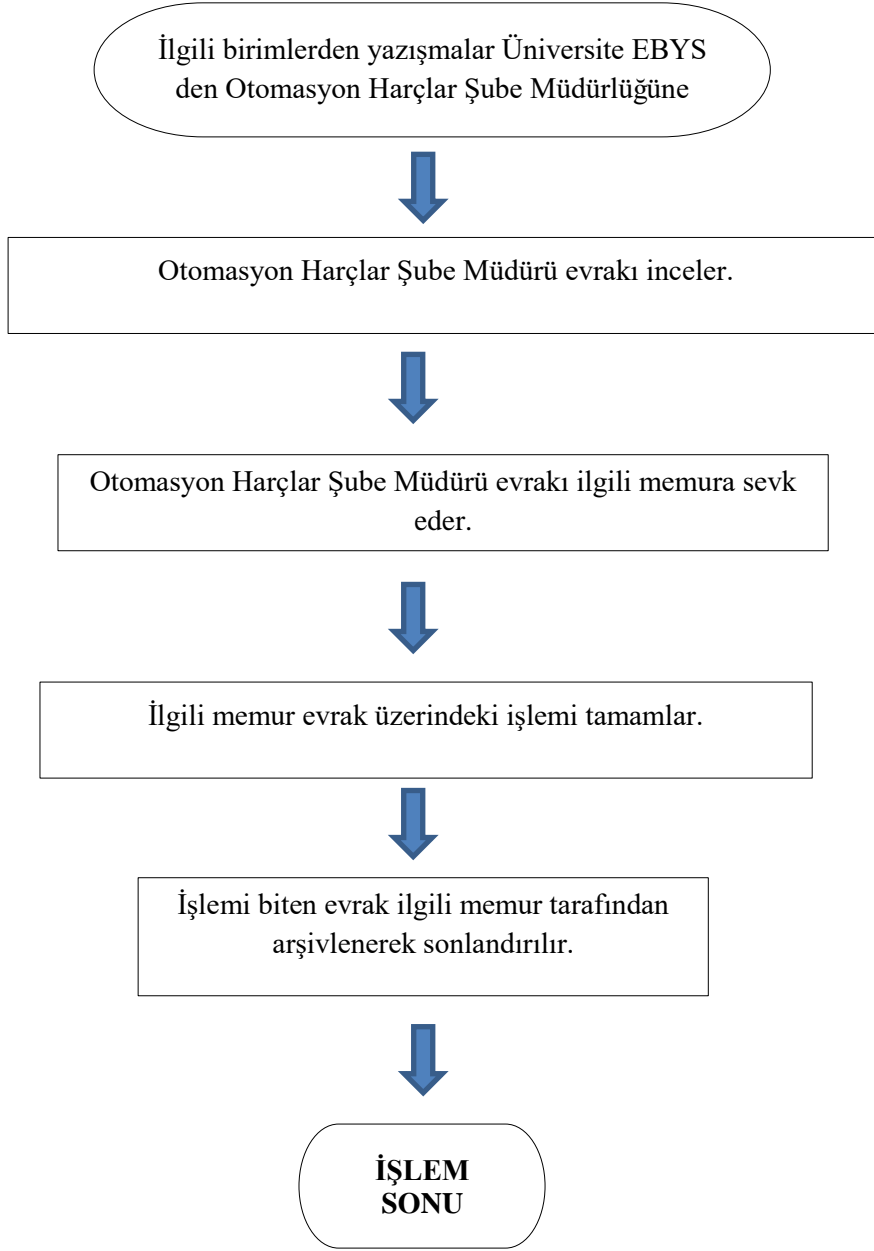 İlgili birimlerden yazışmalar Üniversite EBYS
den Otomasyon Harçlar Şube Müdürlüğüne
Otomasyon Harçlar Şube Müdürü evrakı inceler.
Otomasyon Harçlar Şube Müdürü evrakı ilgili memura sevk
eder.
İlgili memur evrak üzerindeki işlemi tamamlar.
İşlemi biten evrak ilgili memur tarafından
arşivlenerek sonlandırılır.
İŞLEM
SONU